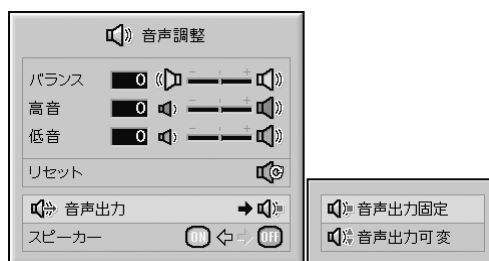 音声調整
バランス 0
高音 0
低音 0
リセット
音声出力
スピーカー ON OFF
音声出力固定
音声出力可変